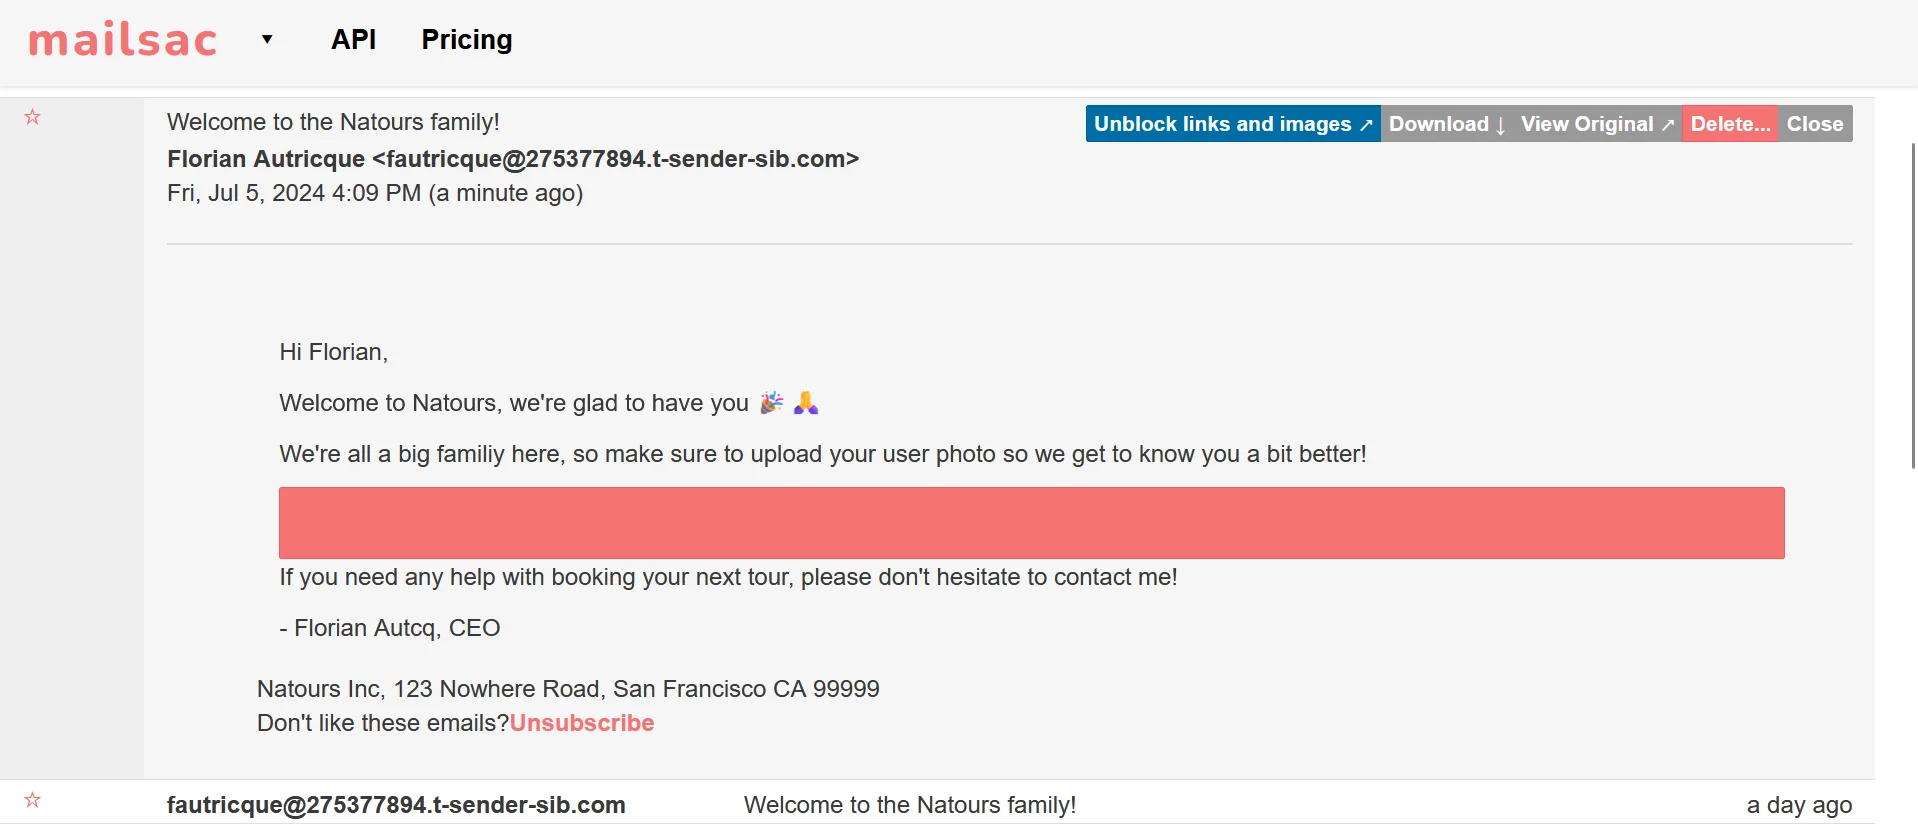 mailsac ▼ API Pricing
☆ Welcome to the Natours family! Unblock links and images ↗ Download ↓ View Original ↗ Delete... Close
Florian Autricque <fautricque@275377894.t-sender-sib.com>
Fri, Jul 5, 2024 4:09 PM (a minute ago)
Hi Florian,
Welcome to Natours, we're glad to have you 🎉 🙏
We're all a big familiy here, so make sure to upload your user photo so we get to know you a bit better!
If you need any help with booking your next tour, please don't hesitate to contact me!
- Florian Autcq, CEO
Natours Inc, 123 Nowhere Road, San Francisco CA 99999
Don't like these emails?Unsubscribe
☆ fautricque@275377894.t-sender-sib.com Welcome to the Natours family! a day ago